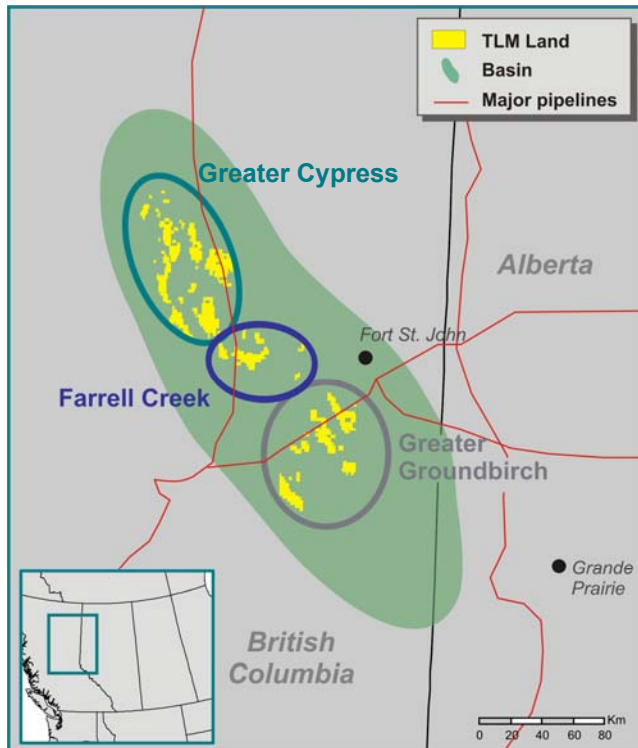 TLM Land
Basin
Major pipelines
Greater Cypress
Alberta
Fort St. John
Farrell Creek
Greater
Groundbirch
Grande
Prairie
British
Columbia
Km
0 20 40 60 80